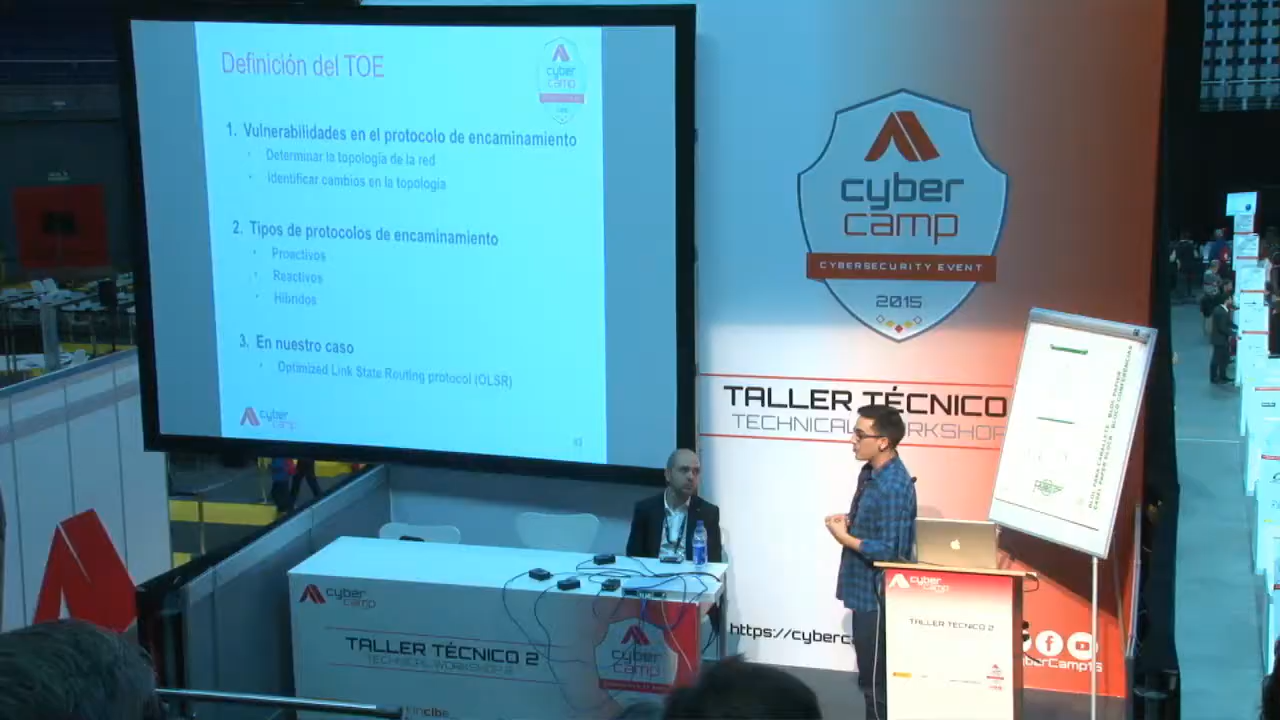 Definición del TOE
cyber
camp
1. Vulnerabilidades en el protocolo de encaminamiento
Determinar la topología de la red
Identificar cambios en la topología
2. Tipos de protocolos de encaminamiento
Proactivos
Reactivos
Híbridos
3. En nuestro caso
Optimized Link State Routing protocol (OLSR)
cyber
camp
cyber
camp
CYBERSECURITY EVENT
2015
TALLER TÉCNICO
TECHNICAL WORKSHOP
https://cyberc
CyberCamp15
cyber
camp
TALLER TÉCNICO 2
TECHNICAL WORKSHOP 2
cyber
camp
incibe
cyber
camp
TALLER TÉCNICO 2